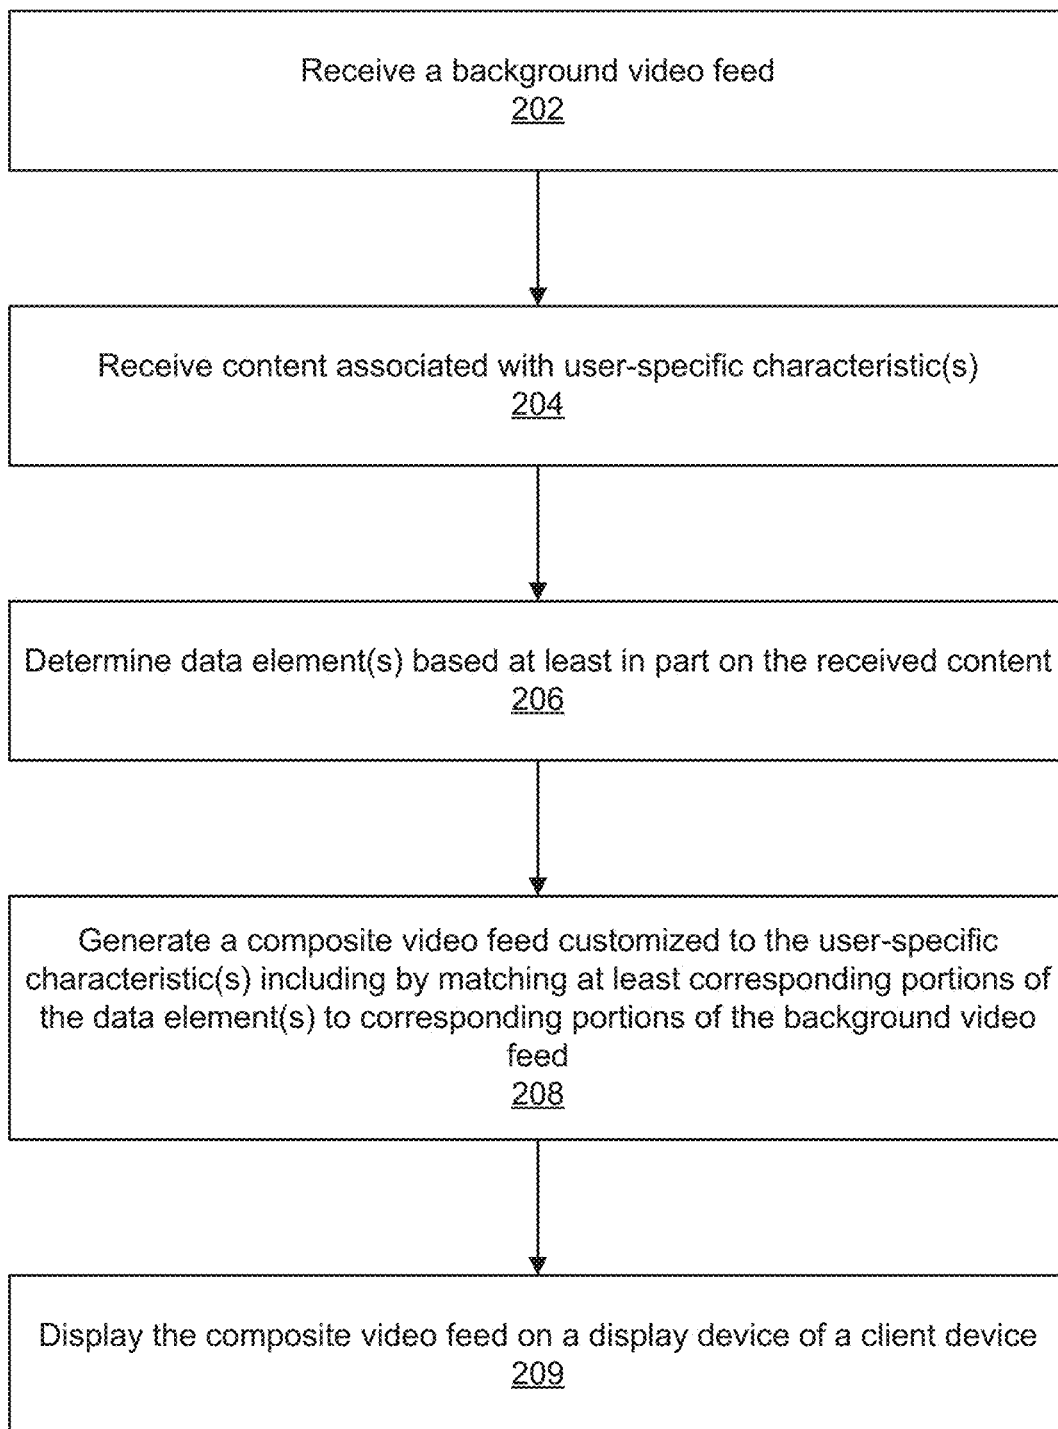 Receive a background video feed
202
Receive content associated with user-specific characteristic(s)
204
Determine data element(s) based at least in part on the received content
206
Generate a composite video feed customized to the user-specific
characteristic(s) including by matching at least corresponding portions of
the data element(s) to corresponding portions of the background video
feed
208
Display the composite video feed on a display device of a client device
209